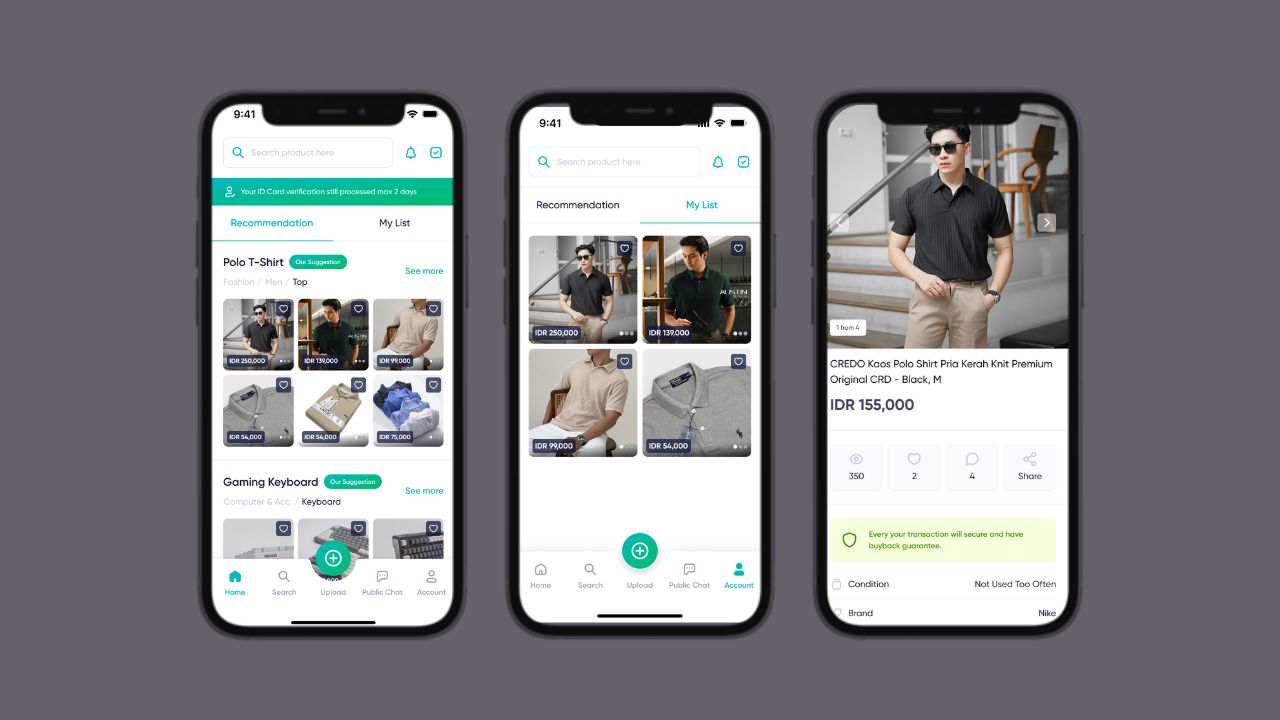 9:41
Search product here
Your ID Card verification still processed max 2 days
Recommendation
My List
Polo T-Shirt
Our Suggestion
See more
Fashion / Men / Top
IDR 250,000
AUSTIN
IDR 139,000
IDR 99,000
IDR 54,000
IDR 54,000
IDR 75,000
Gaming Keyboard
Our Suggestion
See more
Computer & Acc. / Keyboard
Home
Search
Upload
Public Chat
Account
9:41
Search product here
Recommendation
My List
IDR 250,000
AUSTIN
IDR 139,000
IDR 99,000
IDR 54,000
Home
Search
Upload
Public Chat
Account
1 from 4
CREDO Kaos Polo Shirt Pria Kerah Knit Premium
Original CRD - Black, M
IDR 155,000
350
2
4
Share
Every your transaction will secure and have
buyback guarantee.
Condition
Not Used Too Often
Brand
Nike